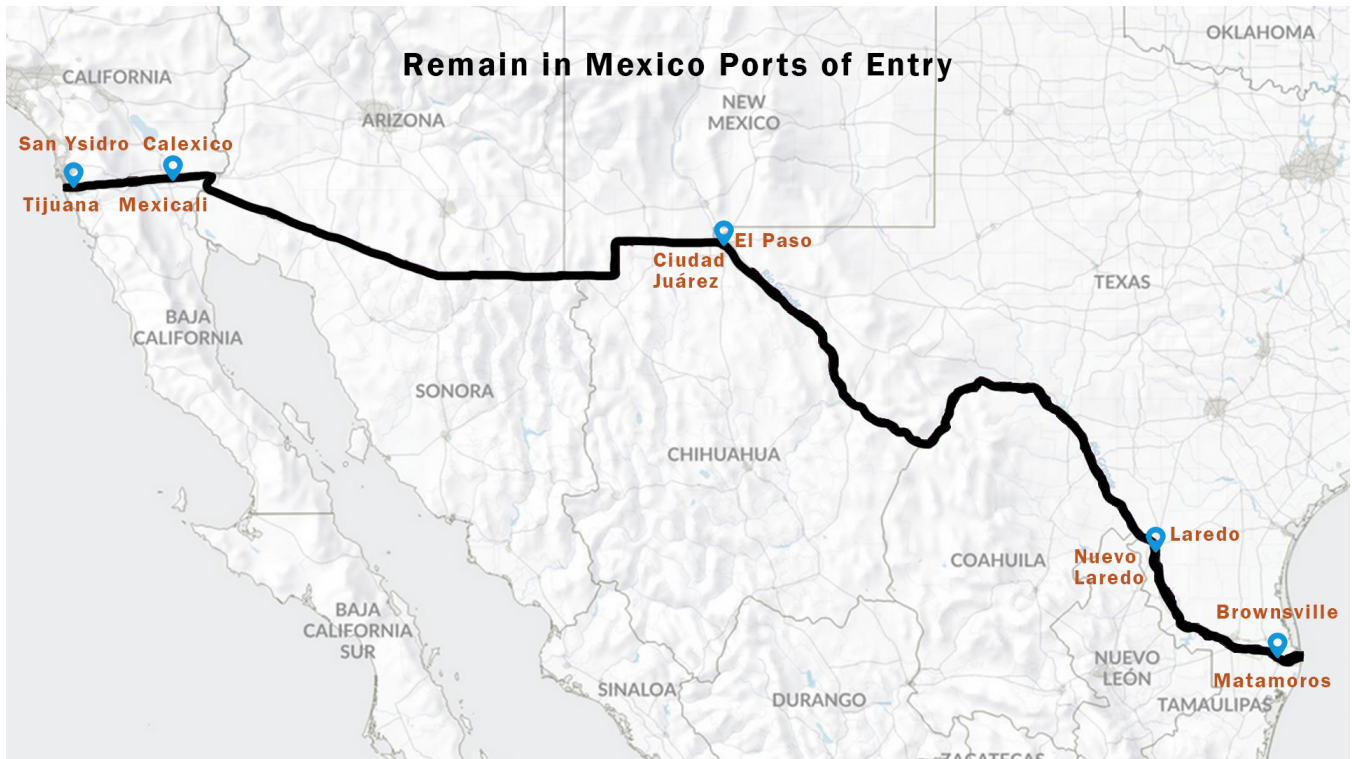 Remain in Mexico Ports of Entry
OKLAHOMA
CALIFORNIA
NEW
MEXICO
ARIZONA
San Ysidro
Calexico
Tijuana
Mexicali
El Paso
Ciudad
Juárez
Rio Grande
TEXAS
BAJA
CALIFORNIA
SONORA
CHIHUAHUA
Laredo
Nuevo
Laredo
COAHUILA
BAJA
CALIFORNIA
SUR
Brownsville
NUEVO
LEÓN
Matamoros
SINALOA
DURANGO
TAMAULIPAS